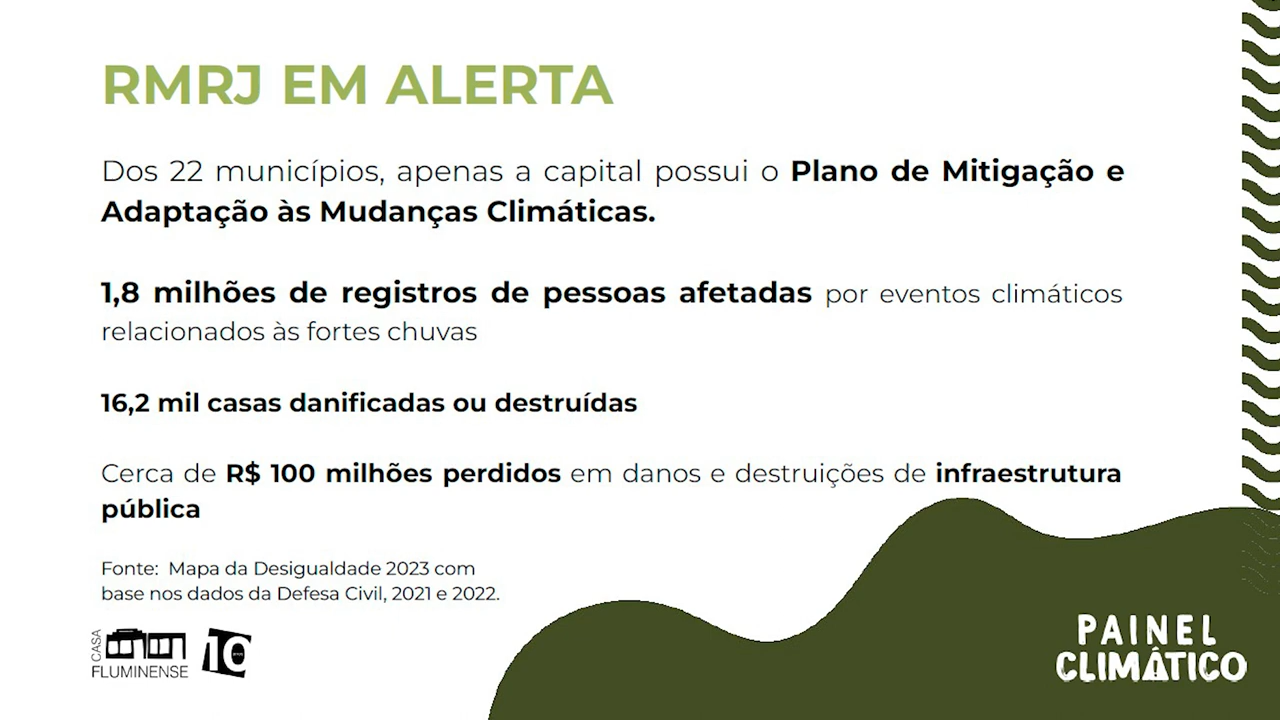 RMRJ EM ALERTA
Dos 22 municípios, apenas a capital possui o Plano de Mitigação e
Adaptação às Mudanças Climáticas.
1,8 milhões de registros de pessoas afetadas por eventos climáticos
relacionados às fortes chuvas
16,2 mil casas danificadas ou destruídas
Cerca de R$ 100 milhões perdidos em danos e destruições de infraestrutura
pública
Fonte: Mapa da Desigualdade 2023 com
base nos dados da Defesa Civil, 2021 e 2022.
CASA
FLUMINENSE
10
PAINEL
CLIMÁTICO